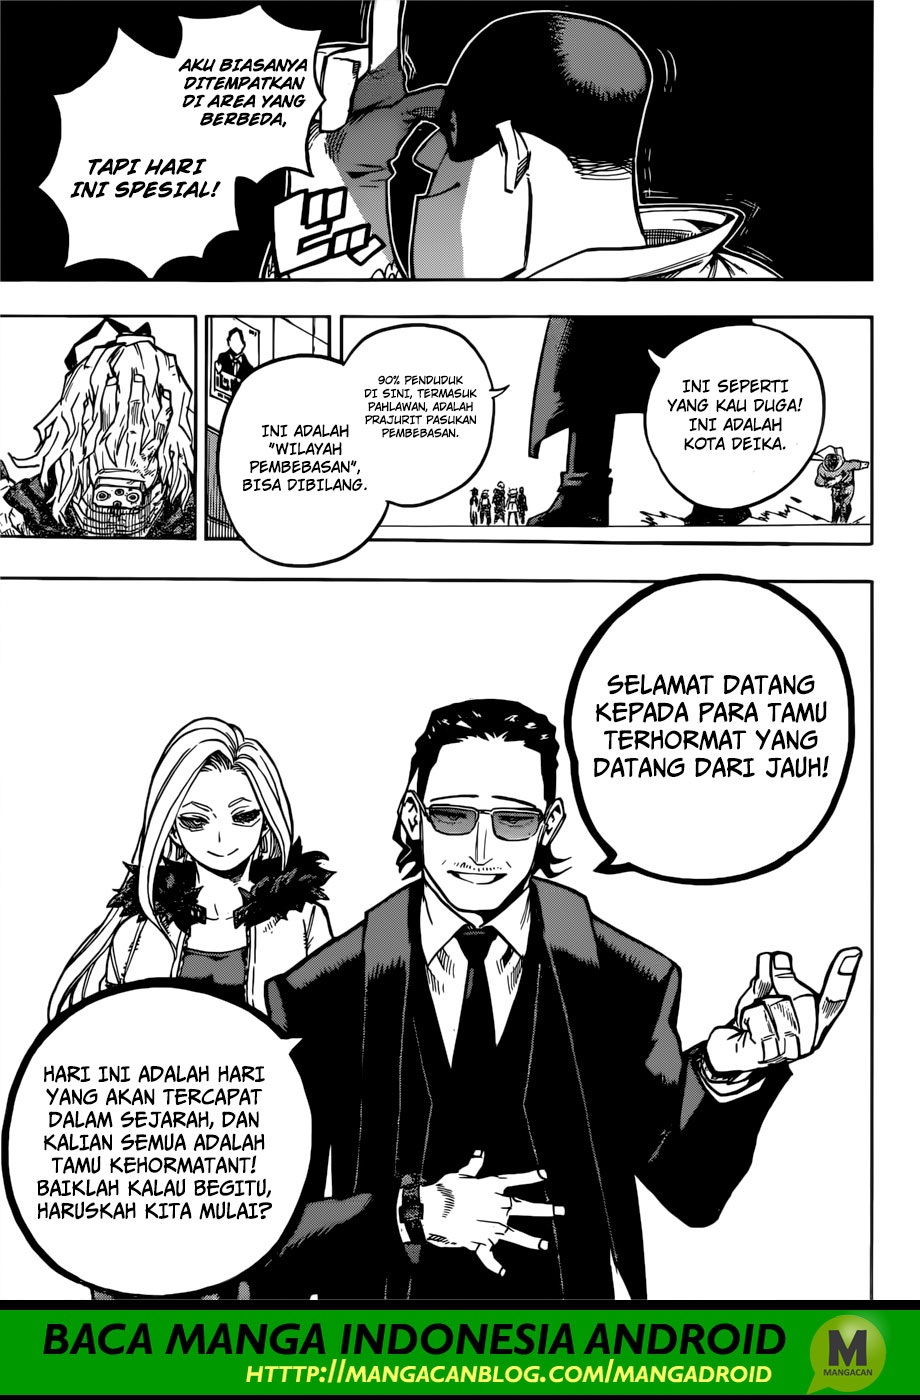 AKU BIASANYA
DITEMPATKAN
DI AREA YANG
BERBEDA,
TAPI HARI
INI SPESIAL!
INI SEPERTI
YANG KAU DUGA!
INI ADALAH
KOTA DEIKA.
90% PENDUDUK
DI SINI, TERMASUK
PAHLAWAN, ADALAH
PRAJURIT PASUKAN
PEMBEBASAN.
INI ADALAH
"WILAYAH
PEMBEBASAN",
BISA DIBILANG.
SELAMAT DATANG
KEPADA PARA TAMU
TERHORMAT YANG
DATANG DARI JAUH!
HARI INI ADALAH HARI
YANG AKAN TERCAPAT
DALAM SEJARAH, DAN
KALIAN SEMUA ADALAH
TAMU KEHORMATANT!
BAIKLAH KALAU BEGITU,
HARUSKAH KITA MULAI?
BACA MANGA INDONESIA ANDROID
HTTTP://MANGACANBLOG.COM/MANGADROID
M
MANGACAN